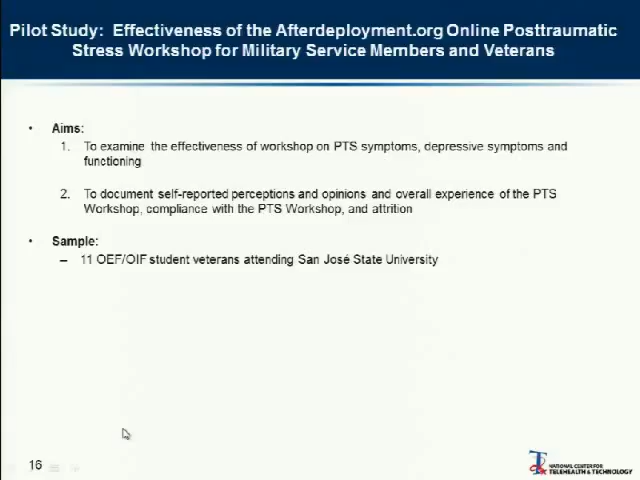 Pilot Study: Effectiveness of the Afterdeployment.org Online Posttraumatic
Stress Workshop for Military Service Members and Veterans
• Aims:
1. To examine the effectiveness of workshop on PTS symptoms, depressive symptoms and
functioning
2. To document self-reported perceptions and opinions and overall experience of the PTS
Workshop, compliance with the PTS Workshop, and attrition
• Sample:
– 11 OEF/OIF student veterans attending San José State University
16
NATIONAL CENTER FOR
TELEHEALTH & TECHNOLOGY